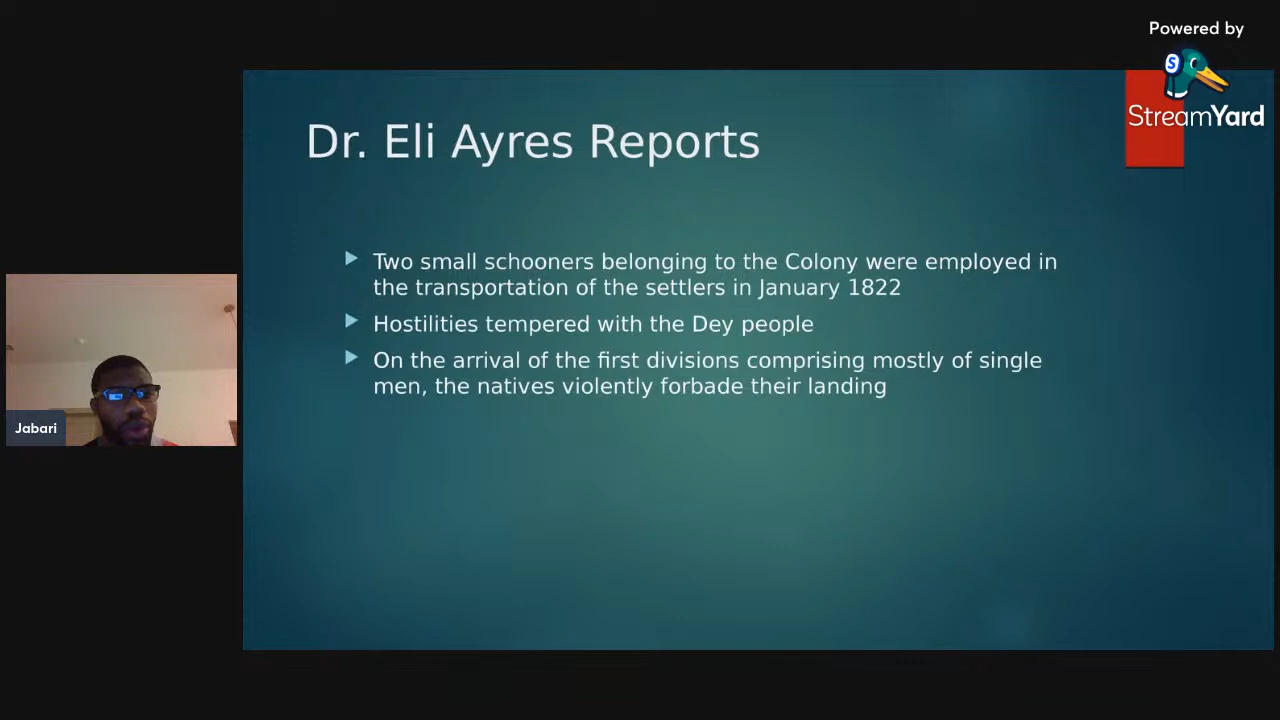 Powered by
S
StreamYard
Dr. Eli Ayres Reports
Two small schooners belonging to the Colony were employed in
the transportation of the settlers in January 1822
Hostilities tempered with the Dey people
On the arrival of the first divisions comprising mostly of single
men, the natives violently forbade their landing
Jabari